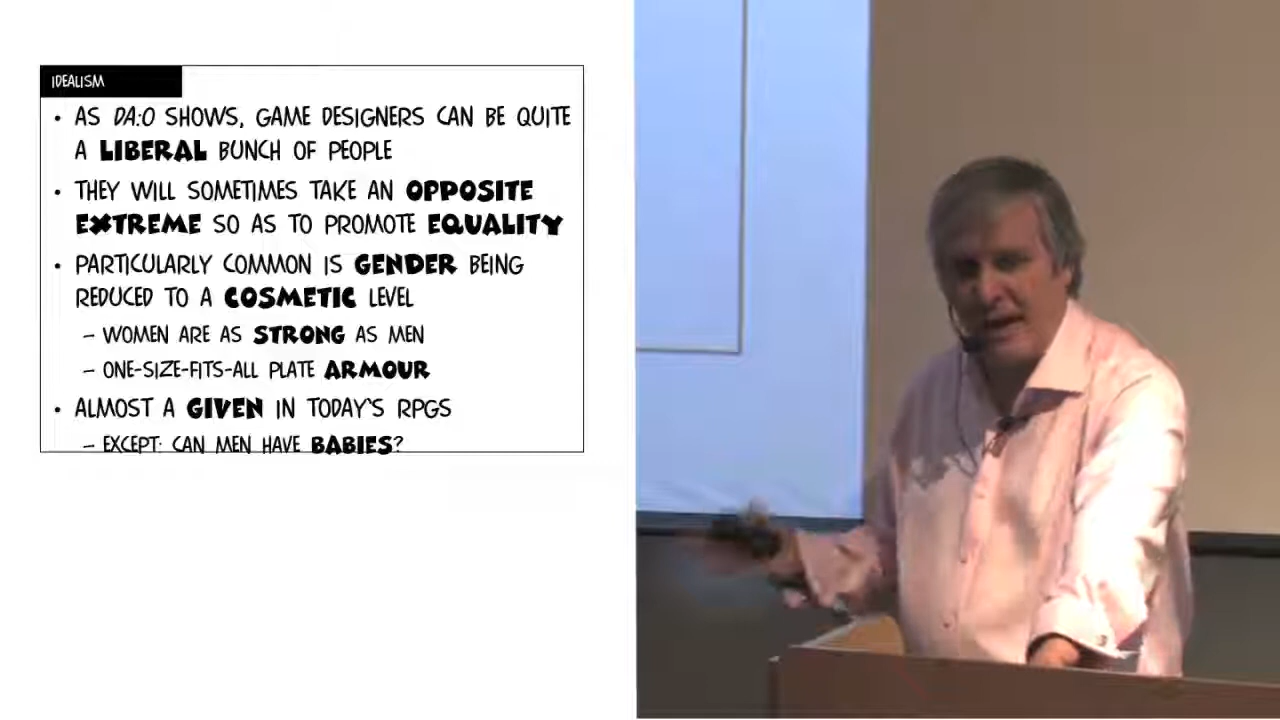 IDEALISM
• AS DA:O SHOWS, GAME DESIGNERS CAN BE QUITE
A LIBERAL BUNCH OF PEOPLE
• THEY WILL SOMETIMES TAKE AN OPPOSITE
EXTREME SO AS TO PROMOTE EQUALITY
• PARTICULARLY COMMON IS GENDER BEING
REDUCED TO A COSMETIC LEVEL
– WOMEN ARE AS STRONG AS MEN
– ONE-SIZE-FITS-ALL PLATE ARMOUR
• ALMOST A GIVEN IN TODAY'S RPGS
– EXCEPT: CAN MEN HAVE BABIES?